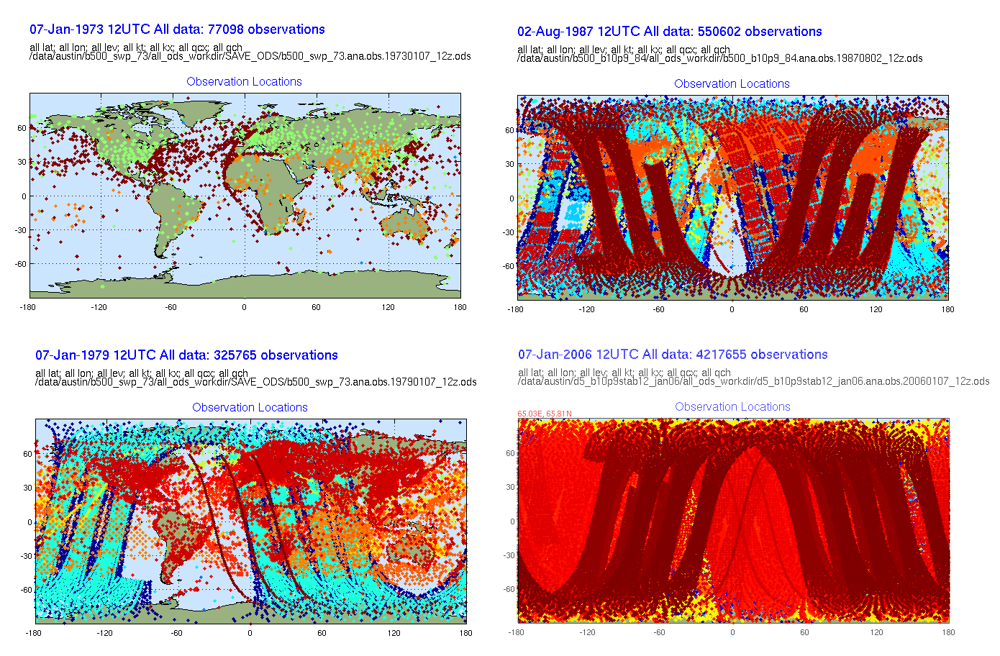 07-Jan-1973 12UTC All data: 77098 observations
all lat; all lon; all lev; all kt; all kx; all qcx; all qch
/data/austin/b500_swp_73/all_ods_workdir/SAVE_ODS/b500_swp_73.ana.obs.19730107_12z.ods
Observation Locations
60
30
0
-30
-60
-180 -120 -60 0 60 120 180
02-Aug-1987 12UTC All data: 550602 observations
all lat; all lon; all lev; all kt; all kx; all qcx; all qch
/data/austin/b500_b10p9_84/all_ods_workdir/b500_b10p9_84.ana.obs.19870802_12z.ods
Observation Locations
60
30
0
-30
-60
-180 -120 -60 0 60 120 180
07-Jan-1979 12UTC All data: 325765 observations
all lat; all lon; all lev; all kt; all kx; all qcx; all qch
/data/austin/b500_swp_73/all_ods_workdir/SAVE_ODS/b500_swp_73.ana.obs.19790107_12z.ods
Observation Locations
60
30
0
-30
-60
-180 -120 -60 0 60 120 180
07-Jan-2006 12UTC All data: 4217655 observations
all lat; all lon; all lev; all kt; all kx; all qcx; all qch
/data/austin/d5_b10p9stab12_jan06/all_ods_workdir/d5_b10p9stab12_jan06.ana.obs.20060107_12z.ods
Observation Locations
65.03E, 65.81N
60
30
0
-30
-60
-180 -120 -60 0 60 120 180